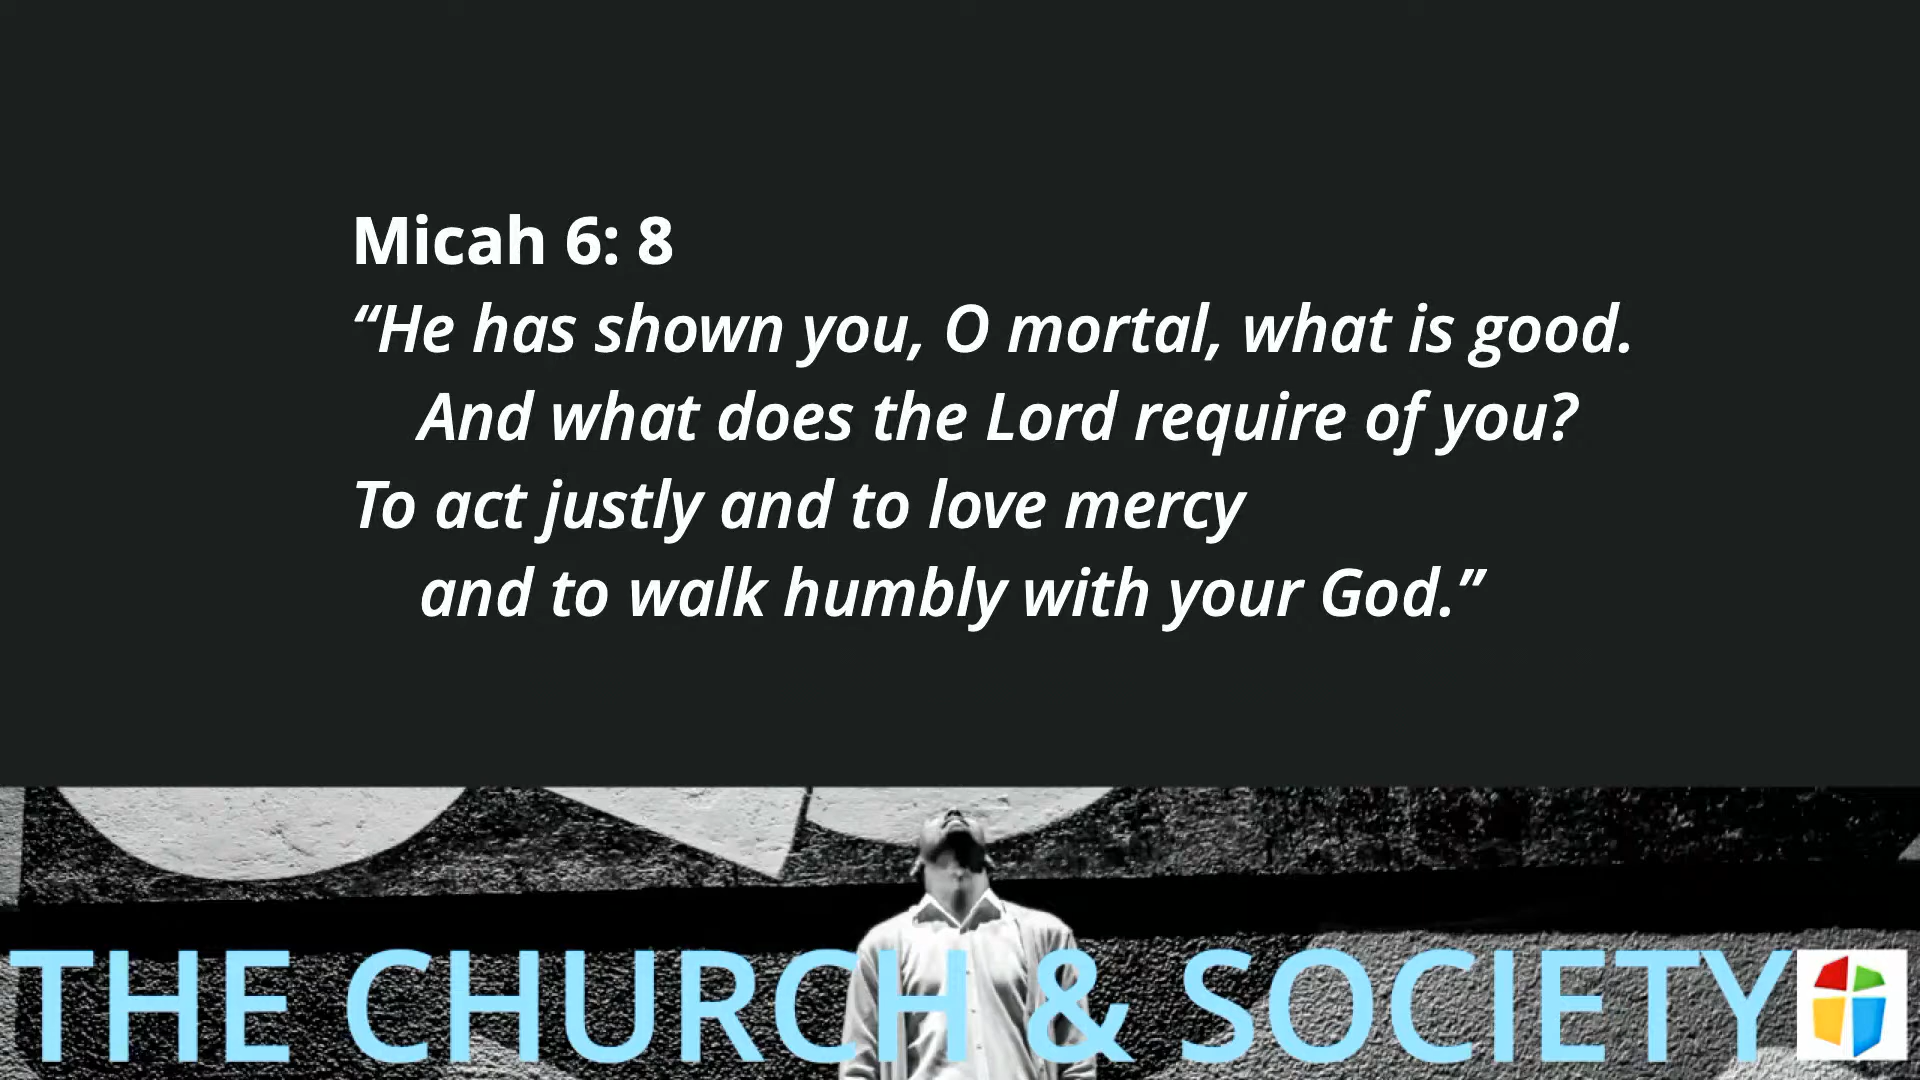 Micah 6: 8
“He has shown you, O mortal, what is good.
And what does the Lord require of you?
To act justly and to love mercy
and to walk humbly with your God.”
THE CHURCH & SOCIETY